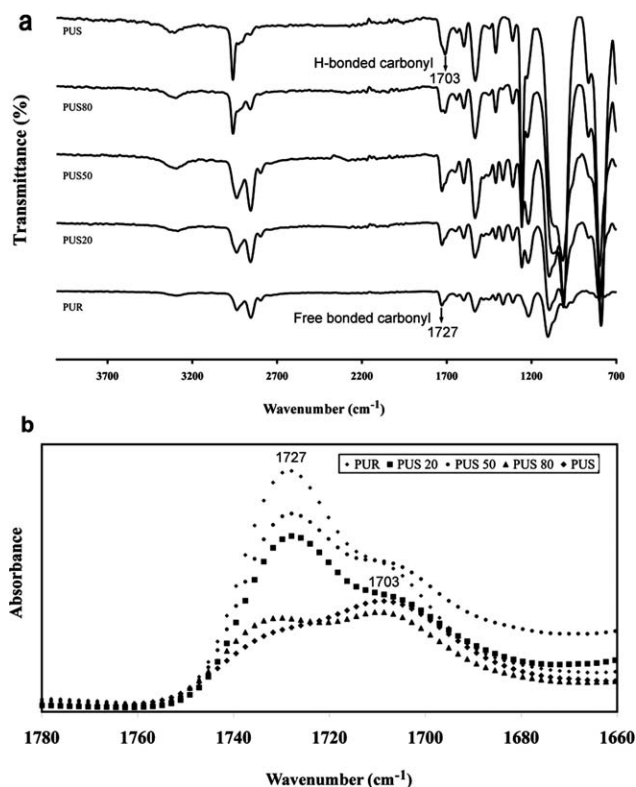 a
PUS
H-bonded carbonyl
1703
PUS80
PUS50
PUS20
PUR
Free bonded carbonyl
1727
Transmittance (%)
3700 3200 2700 2200 1700 1200 700
Wavenumber (cm⁻¹)
b
1727
PUR PUS 20 PUS 50 PUS 80 PUS
1703
Absorbance
1780 1760 1740 1720 1700 1680 1660
Wavenumber (cm⁻¹)